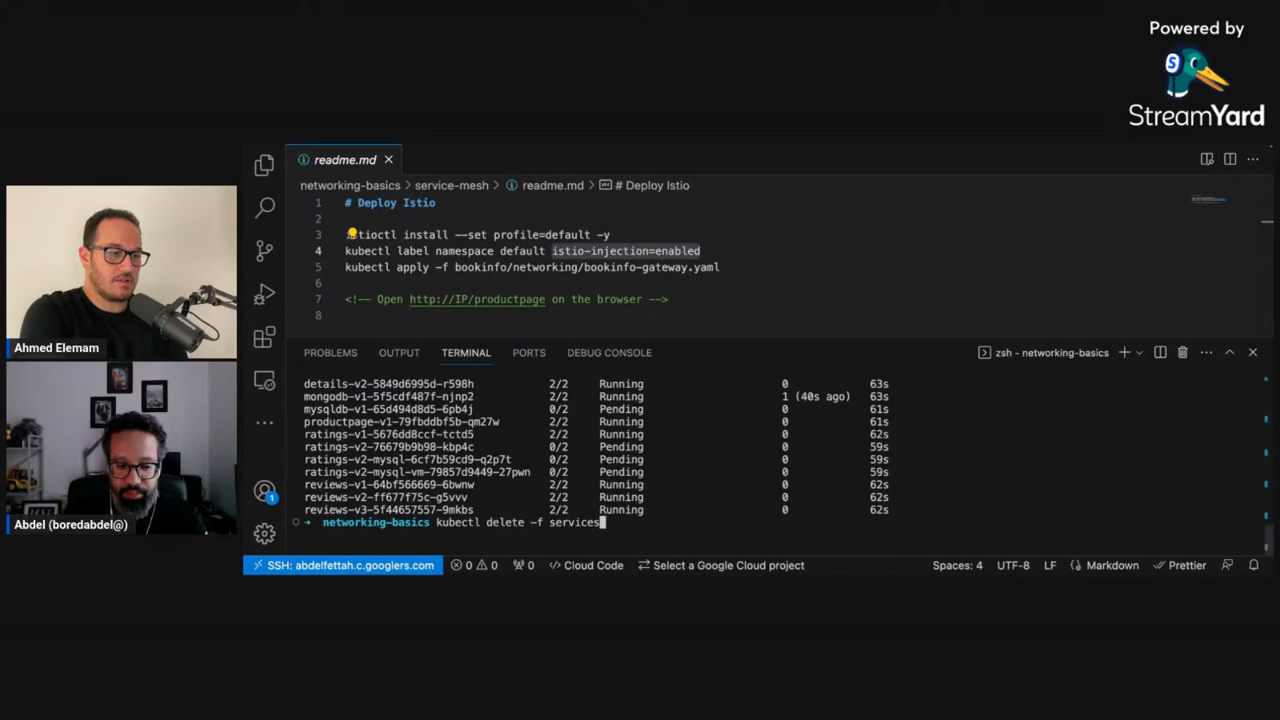 Powered by
StreamYard
readme.md
networking-basics > service-mesh > readme.md > # Deploy Istio
1 # Deploy Istio
2
3 istioctl install --set profile=default -y
4 kubectl label namespace default istio-injection=enabled
5 kubectl apply -f bookinfo/networking/bookinfo-gateway.yaml
6
7 <!-- Open http://IP/productpage on the browser -->
8
Ahmed Elemam
PROBLEMS OUTPUT TERMINAL PORTS DEBUG CONSOLE zsh - networking-basics
details-v2-5849d6995d-r598h 2/2 Running 0 63s
mongodb-v1-5f5cdf487f-njnp2 2/2 Running 1 (40s ago) 63s
mysqldb-v1-65d494d8d5-6pb4j 0/2 Pending 0 61s
productpage-v1-79fbddbf5b-qm27w 2/2 Running 0 61s
ratings-v1-5676dd8ccf-tctd5 2/2 Running 0 62s
ratings-v2-76679b9b98-kbp4c 0/2 Pending 0 59s
ratings-v2-mysql-6cf7b59cd9-q2p7t 0/2 Pending 0 59s
ratings-v2-mysql-vm-79857d9449-27pwn 0/2 Pending 0 59s
reviews-v1-64bf566669-6bwnw 2/2 Running 0 62s
reviews-v2-ff677f75c-g5vvv 2/2 Running 0 62s
reviews-v3-5f44657557-9mkbs 2/2 Running 0 62s
networking-basics kubectl delete -f services
Abdel (boredabdel@)
1
SSH: abdelfettah.c.googlers.com 0 0 0 Cloud Code Select a Google Cloud project Spaces: 4 UTF-8 LF Markdown Prettier